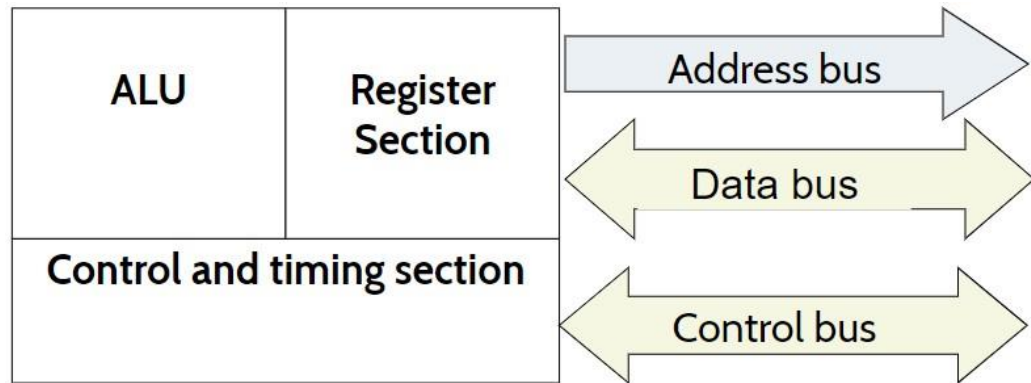 ALU
Register
Section
Control and timing section
Address bus
Data bus
Control bus